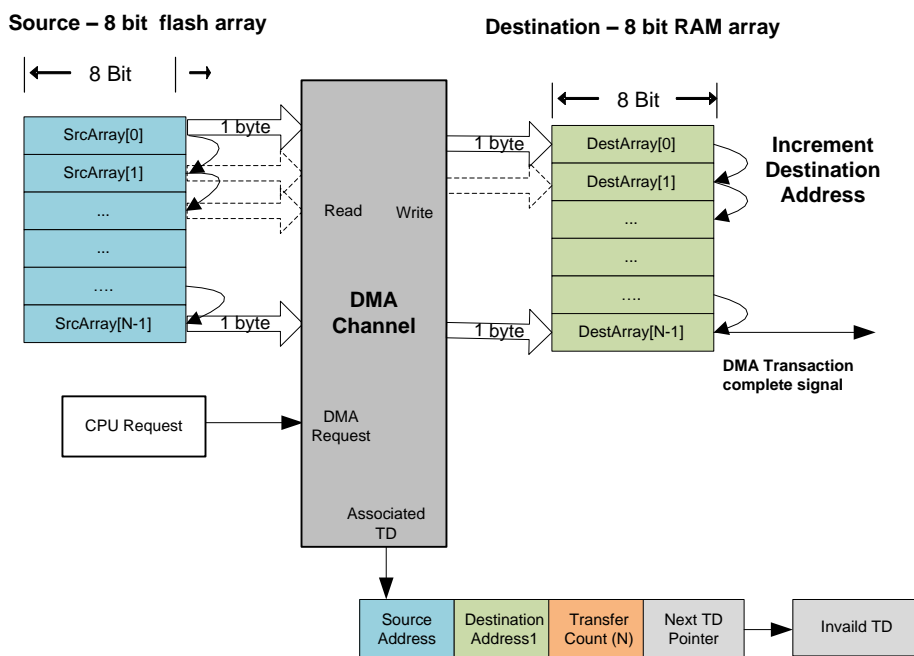 Source – 8 bit  flash array
Destination – 8 bit RAM array
8 Bit
8 Bit
SrcArray[0]
SrcArray[1]
...
...
....
SrcArray[N-1]
1 byte
1 byte
Read
Write
DMA
Channel
DMA
Request
Associated
TD
1 byte
1 byte
DestArray[0]
DestArray[1]
...
...
....
DestArray[N-1]
Increment
Destination
Address
DMA Transaction
complete signal
CPU Request
Source
Address
Destination
Address1
Transfer
Count (N)
Next TD
Pointer
Invaild TD